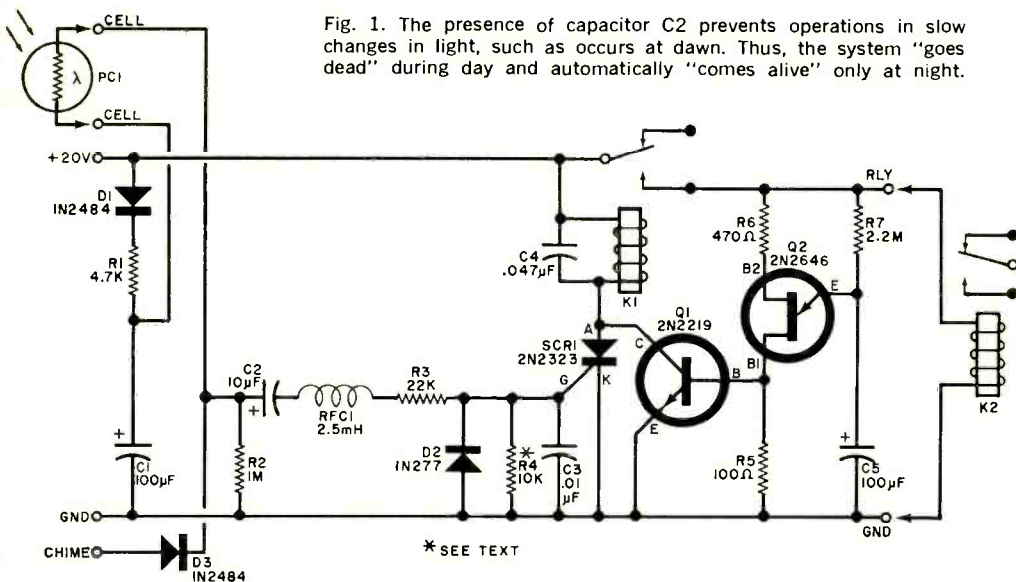 Fig. 1. The presence of capacitor C2 prevents operations in slow
changes in light, such as occurs at dawn. Thus, the system “goes
dead” during day and automatically “comes alive” only at night.
CELL
λ PC1
CELL
+20V
D1
1N2484
R1
4.7K
C4
.047µF
K1
R6
470Ω
RLY
R7
2.2M
Q2
2N2646
B2
E
B1
Q1
2N2219
A
C
SCR1
2N2323
G
K
B
E
K2
C2
10µF
+
RFC1
2.5mH
R3
22K
+
C1
100µF
R2
1M
D2
1N277
*
R4
10K
C3
.01
µF
R5
100Ω
+
C5
100µF
GND
GND
CHIME
D3
1N2484
* SEE TEXT